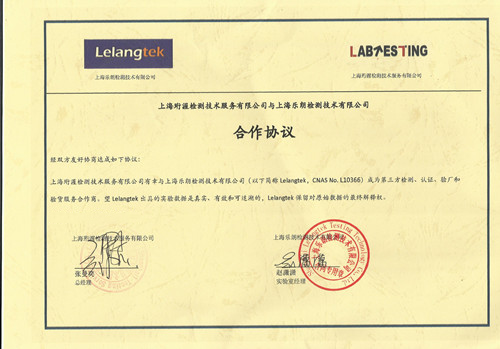 Lelangtek
LABTESTING
上海乐朗检测技术有限公司
上海珩源检测技术服务有限公司
上海珩源检测技术服务有限公司与上海乐朗检测技术有限公司
合作协议
经双方友好协商达成如下协议：
上海珩源检测技术服务有限公司有幸与上海乐朗检测技术有限公司（以下简称 Lelangtek，CNAS No. L10366）成为第三方检测、认证、验厂和
验货服务合作商。暨 Lelangtek 出品的实验数据是真实、有效和可追溯的，Lelangtek 保留对原始数据的最终解释权。
上海珩源检测技术服务有限公司
上海乐朗检测技术有限公司
总经理
实验室经理